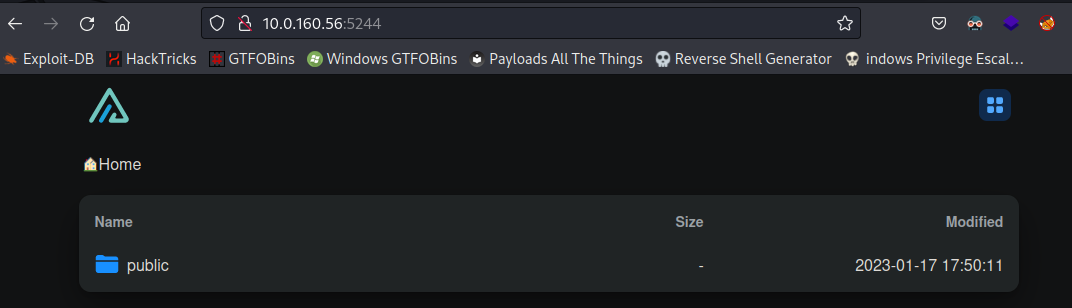 10.0.160.56:5244
Exploit-DB HackTricks GTFOBins Windows GTFOBins Payloads All The Things Reverse Shell Generator indows Privilege Escal...
Home
Name Size Modified
public - 2023-01-17 17:50:11